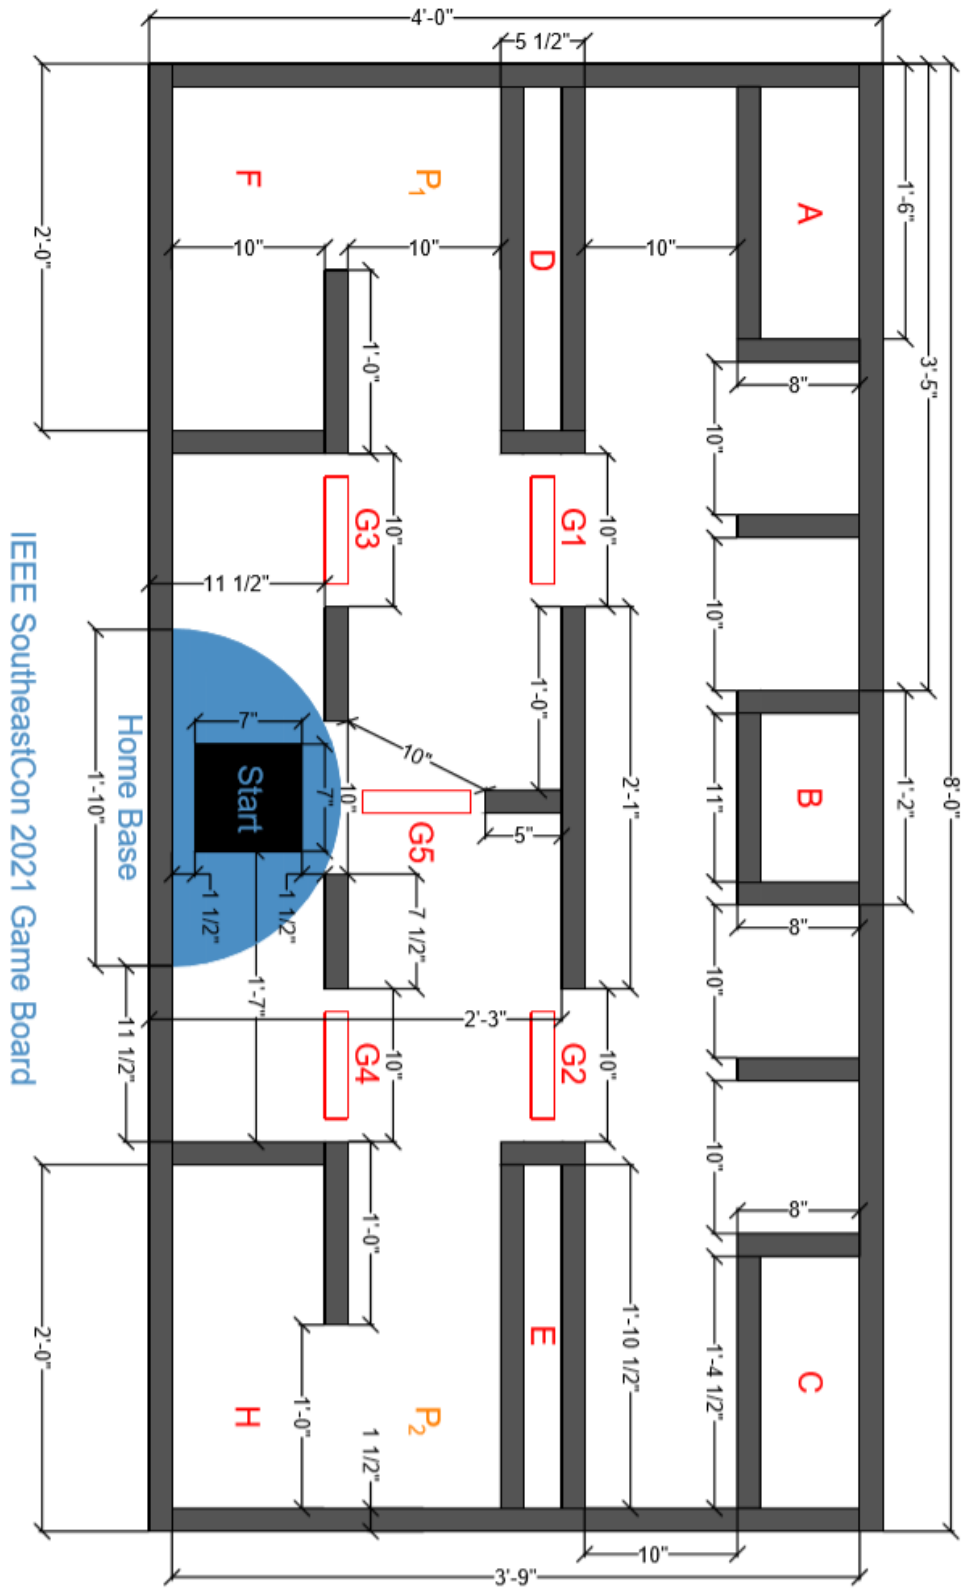 4'-0"
5 1/2"
8'-0"
3'-5"
1'-6"
2'-0"
A
P1
F
D
10"
10"
10"
1'-0"
8"
10"
G3
10"
G1
10"
11 1/2"
10"
1'-0"
2'-1"
B
11"
1'-2"
7"
Start
7"
10"
10"
G5
5"
Home Base
1'-10"
1 1/2"
1 1/2"
7 1/2"
8"
1'-7"
11 1/2"
2'-3"
10"
G4
10"
G2
10"
10"
8"
1'-0"
1'-0"
1'-10 1/2"
1'-4 1/2"
2'-0"
E
C
H
P2
1 1/2"
10"
3'-9"
IEEE SoutheastCon 2021 Game Board